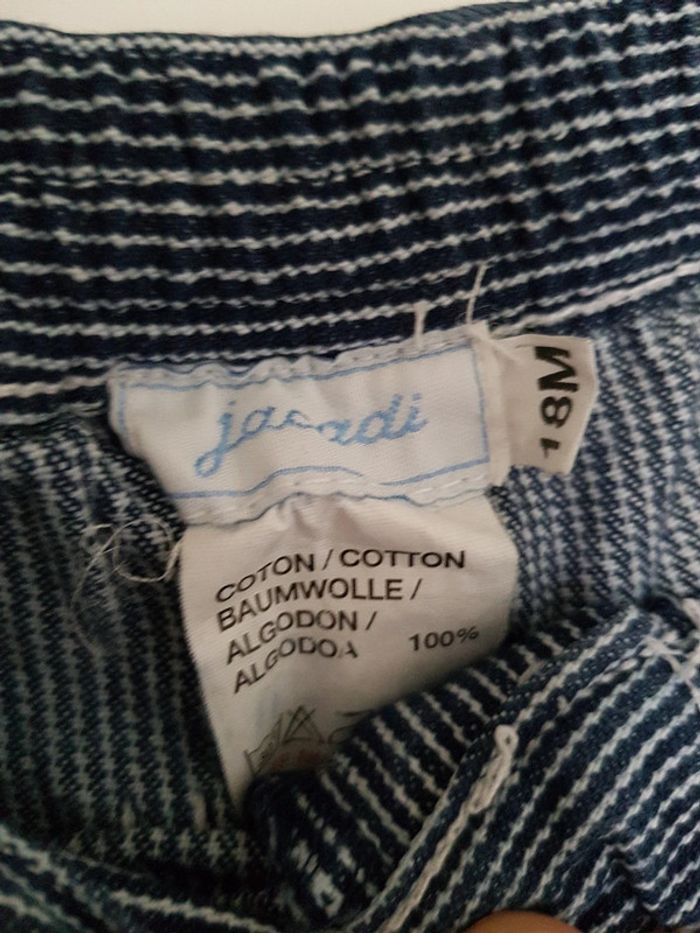 jacadi
18M
COTON / COTTON
BAUMWOLLE /
ALGODON /
ALGODOA 100%